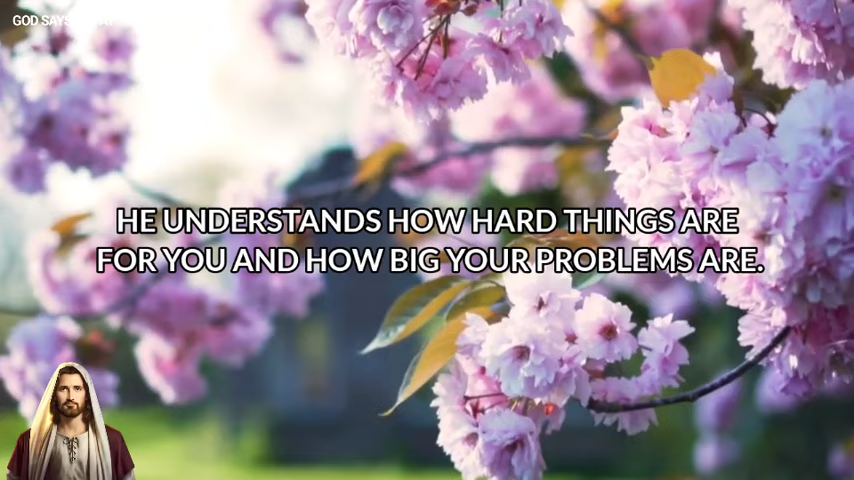 GOD SAYS
HE UNDERSTANDS HOW HARD THINGS ARE
FOR YOU AND HOW BIG YOUR PROBLEMS ARE.